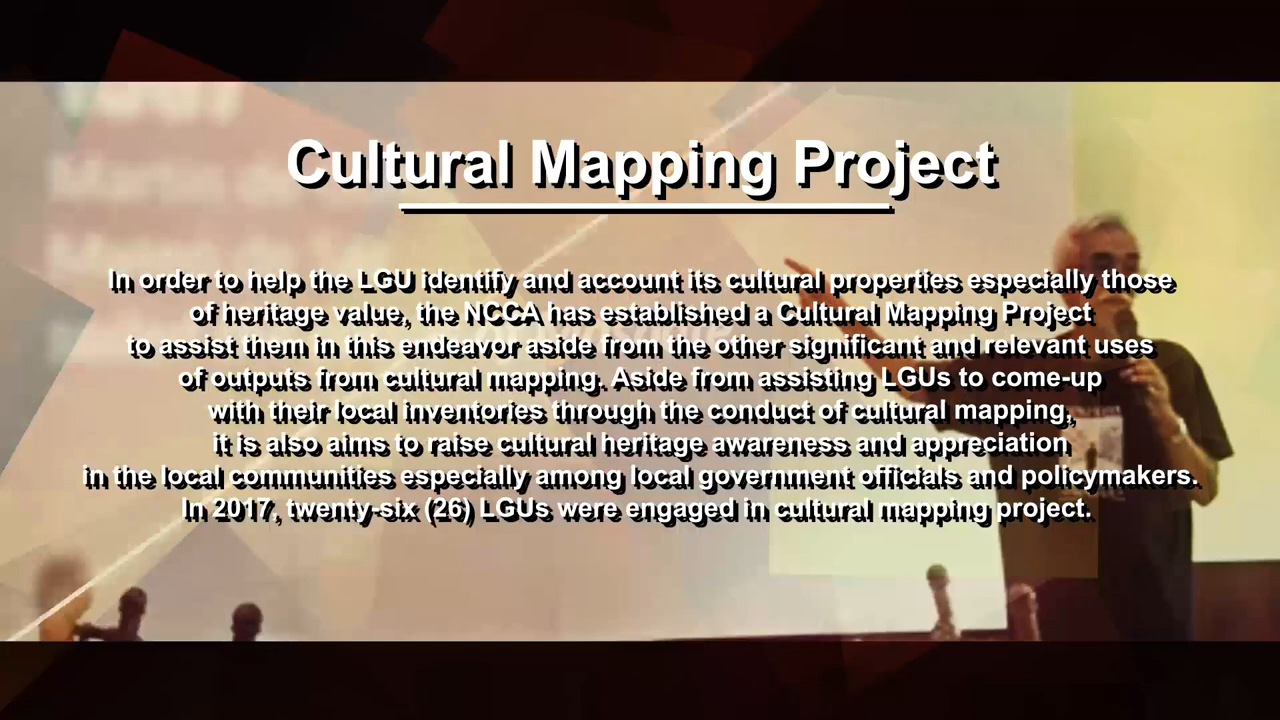 Cultural Mapping Project
In order to help the LGU identify and account its cultural properties especially those
of heritage value, the NCCA has established a Cultural Mapping Project
to assist them in this endeavor aside from the other significant and relevant uses
of outputs from cultural mapping. Aside from assisting LGUs to come-up
with their local inventories through the conduct of cultural mapping,
it is also aims to raise cultural heritage awareness and appreciation
in the local communities especially among local government officials and policymakers.
In 2017, twenty-six (26) LGUs were engaged in cultural mapping project.